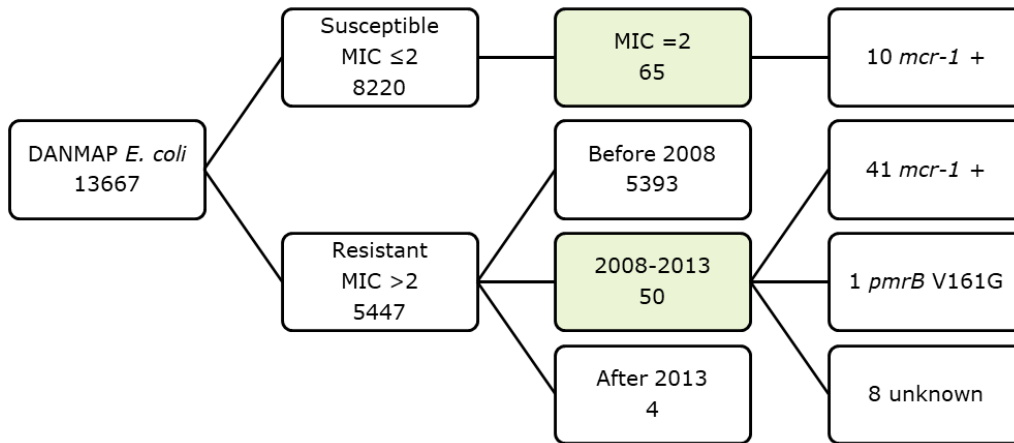 DANMAP E. coli
13667
Susceptible
MIC ≤2
8220
Resistant
MIC >2
5447
MIC =2
65
Before 2008
5393
2008-2013
50
After 2013
4
10 mcr-1 +
41 mcr-1 +
1 pmrB V161G
8 unknown